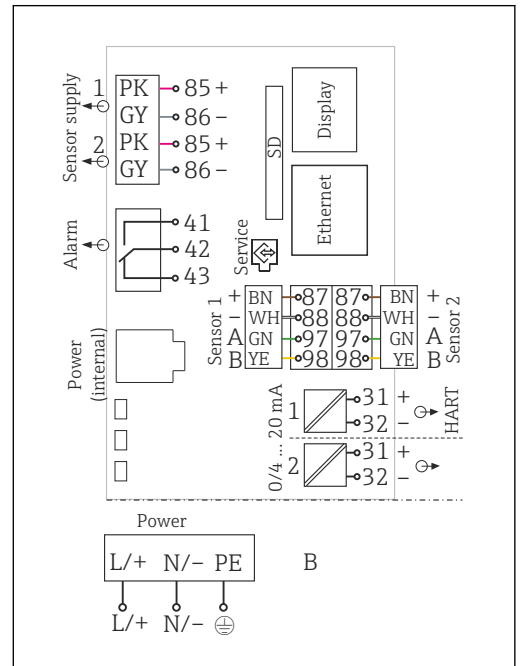 Sensor supply
1 PK 85 +
GY 86 –
2 PK 85 +
GY 86 –
Display
SD
Ethernet
Alarm
41
42
43
Service
Power
(internal)
Sensor 1
+ BN 87 87 BN +
– WH 88 88 WH –
A GN 97 97 GN A
B YE 98 98 YE B
Sensor 2
0/4 ... 20 mA
1 31 +
32 –
HART
2 31 +
32 –
Power
L/+ N/– PE B
L/+ N/–